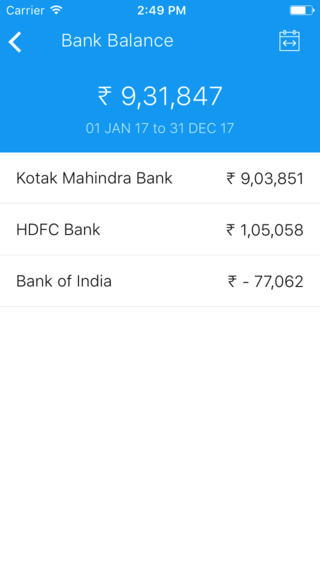 Carrier 2:49 PM
Bank Balance
₹ 9,31,847
01 JAN 17 to 31 DEC 17
Kotak Mahindra Bank ₹ 9,03,851
HDFC Bank ₹ 1,05,058
Bank of India ₹ - 77,062